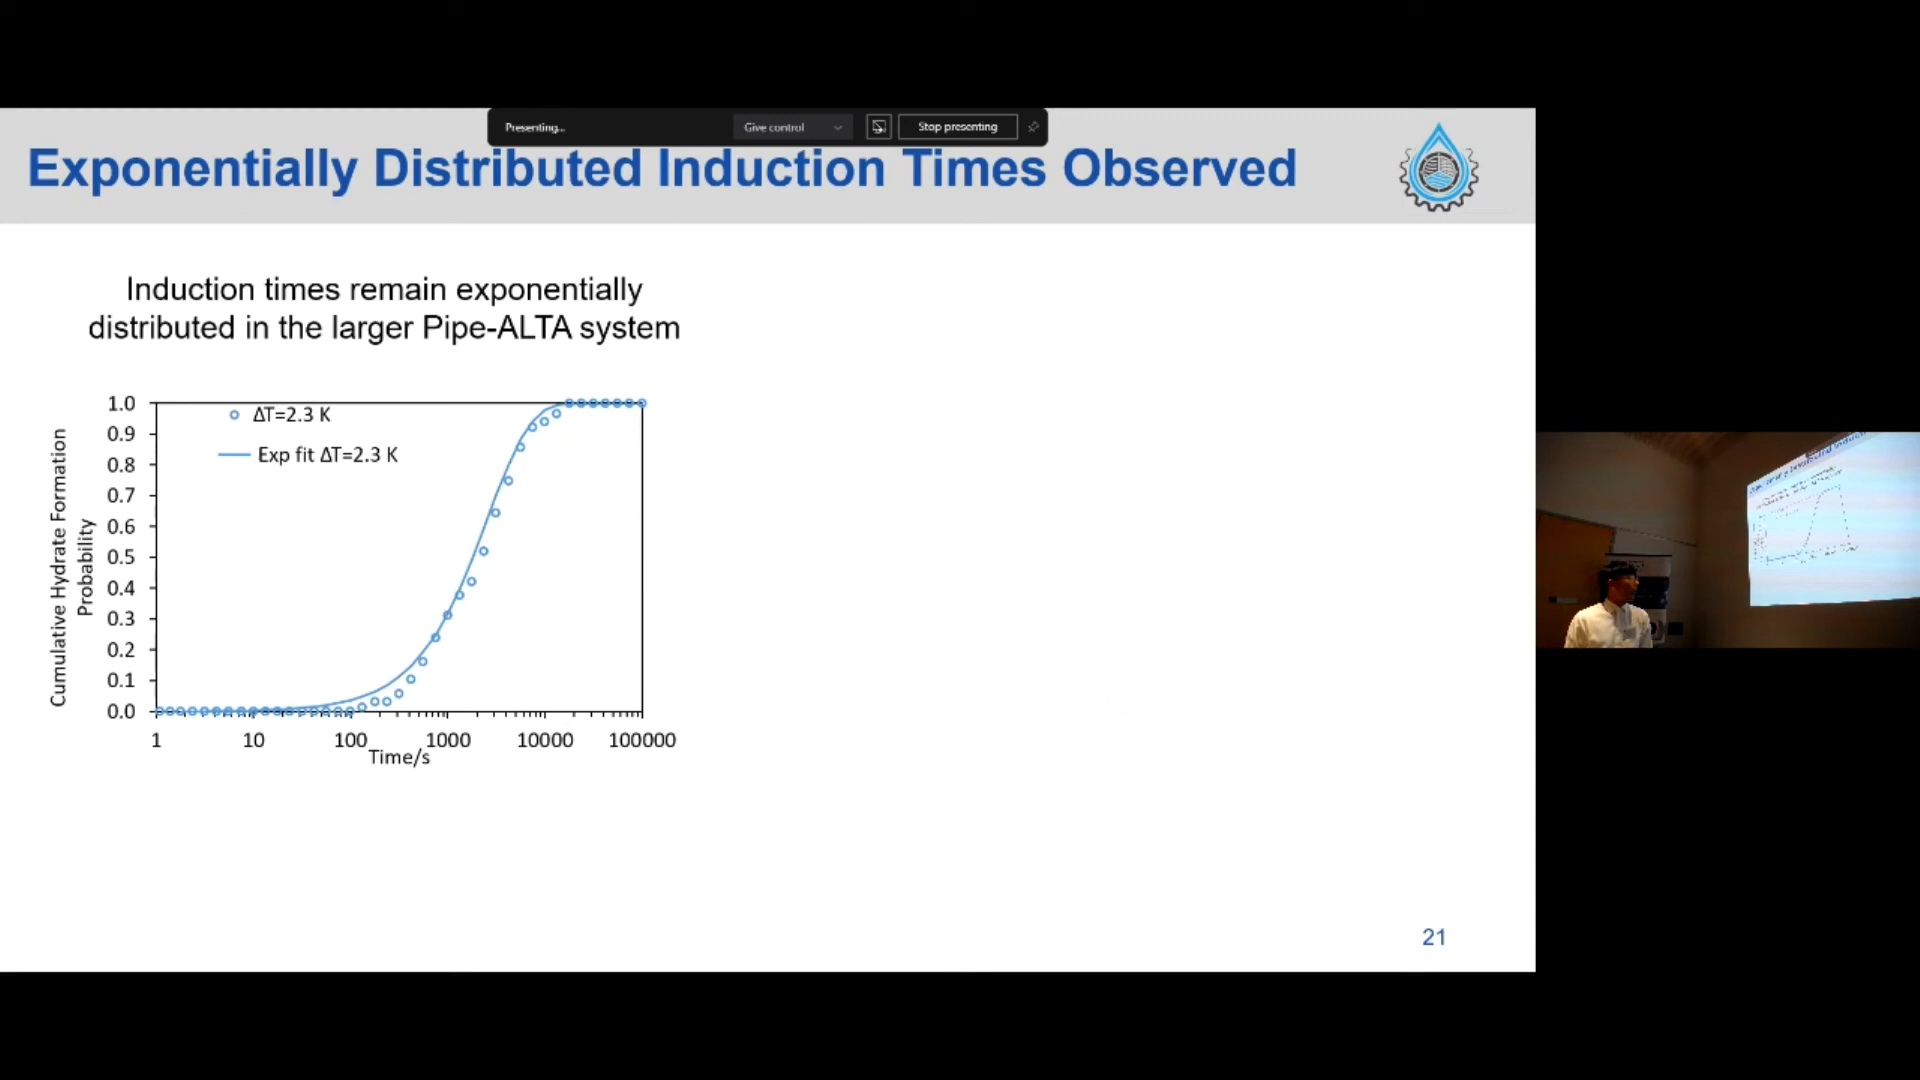 Presenting...
Give control
Stop presenting
Exponentially Distributed Induction Times Observed
Induction times remain exponentially
distributed in the larger Pipe-ALTA system
Cumulative Hydrate Formation
Probability
1.0
0.9
0.8
0.7
0.6
0.5
0.4
0.3
0.2
0.1
0.0
ΔT=2.3 K
Exp fit ΔT=2.3 K
1 10 100 1000 10000 100000
Time/s
21